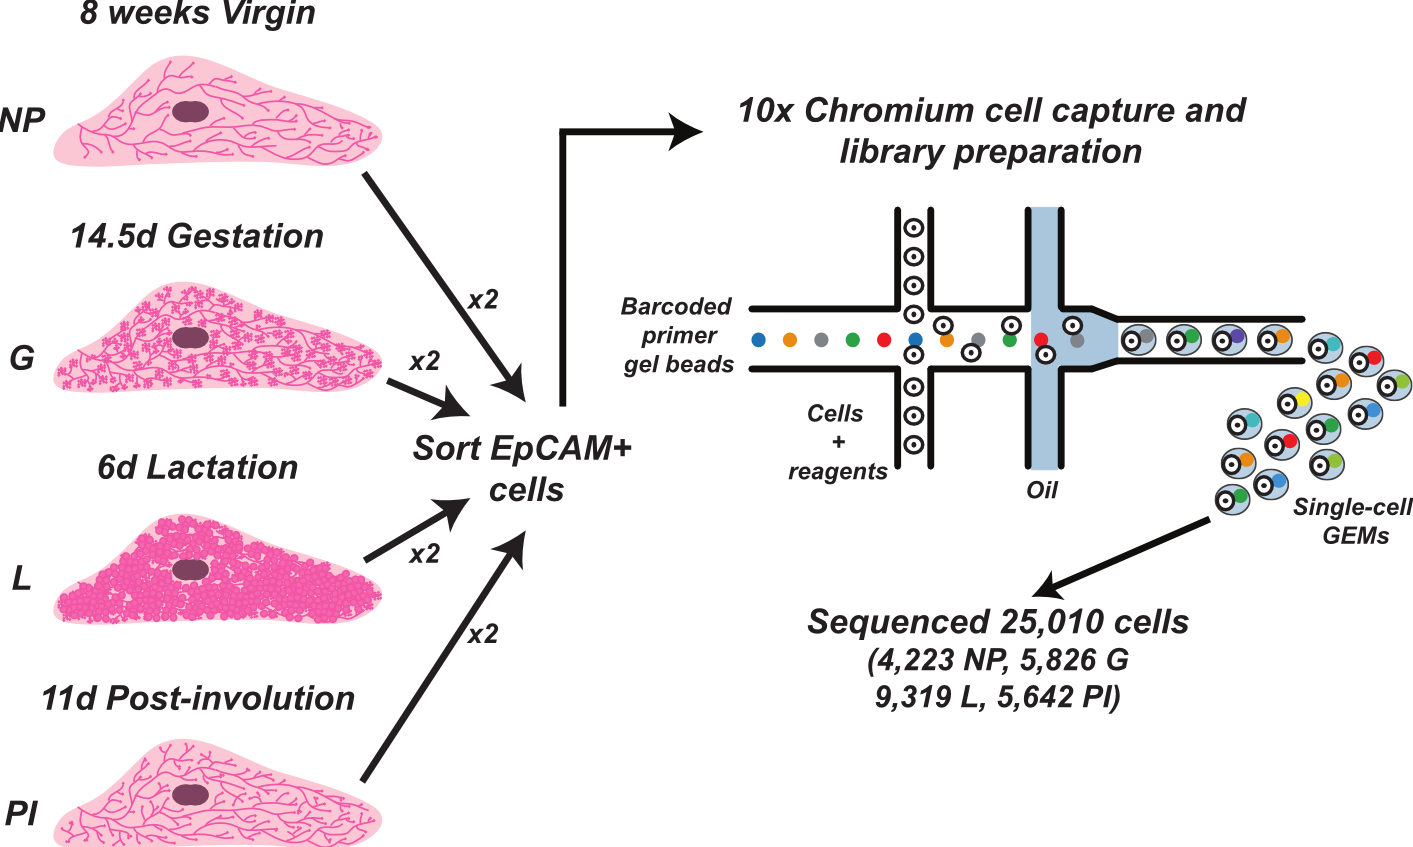 8 weeks Virgin
NP
14.5d Gestation
G
6d Lactation
L
11d Post-involution
PI
x2
x2
x2
x2
Sort EpCAM+
cells
10x Chromium cell capture and
library preparation
Barcoded
primer
gel beads
Cells
+
reagents
Oil
Single-cell
GEMs
Sequenced 25,010 cells
(4,223 NP, 5,826 G
9,319 L, 5,642 PI)